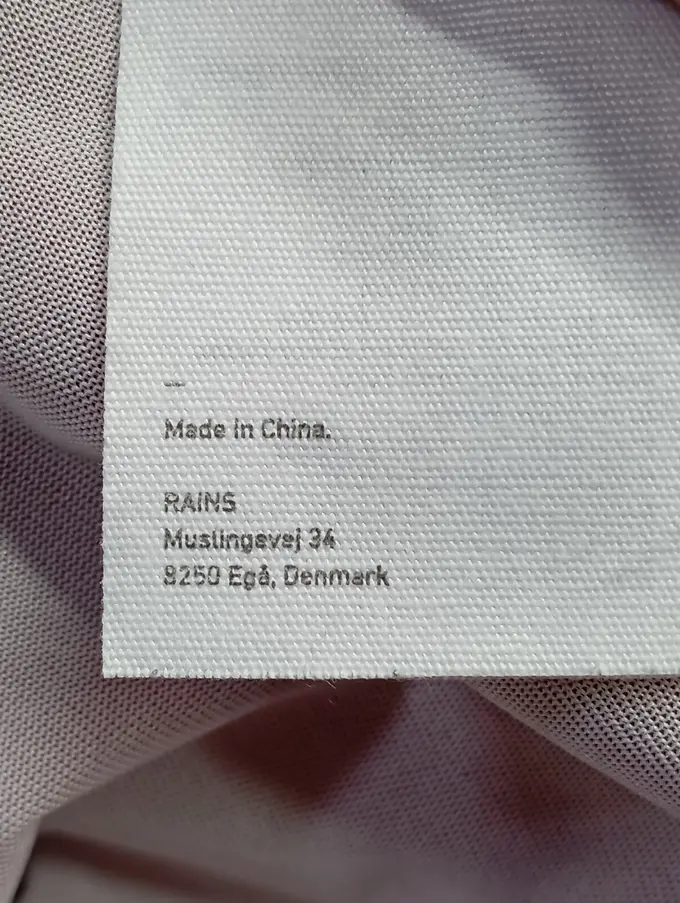 —
Made in China.
RAINS
Muslingevej 34
8250 Egå, Denmark